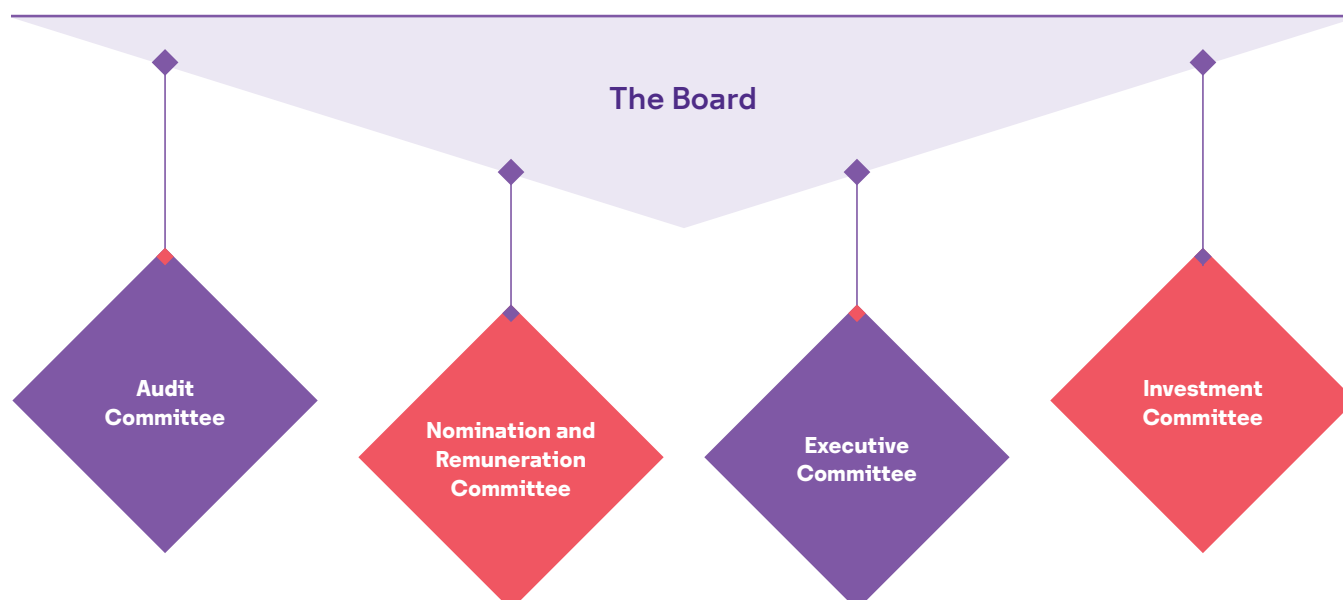 The Board
Audit
Committee
Nomination and
Remuneration
Committee
Executive
Committee
Investment
Committee